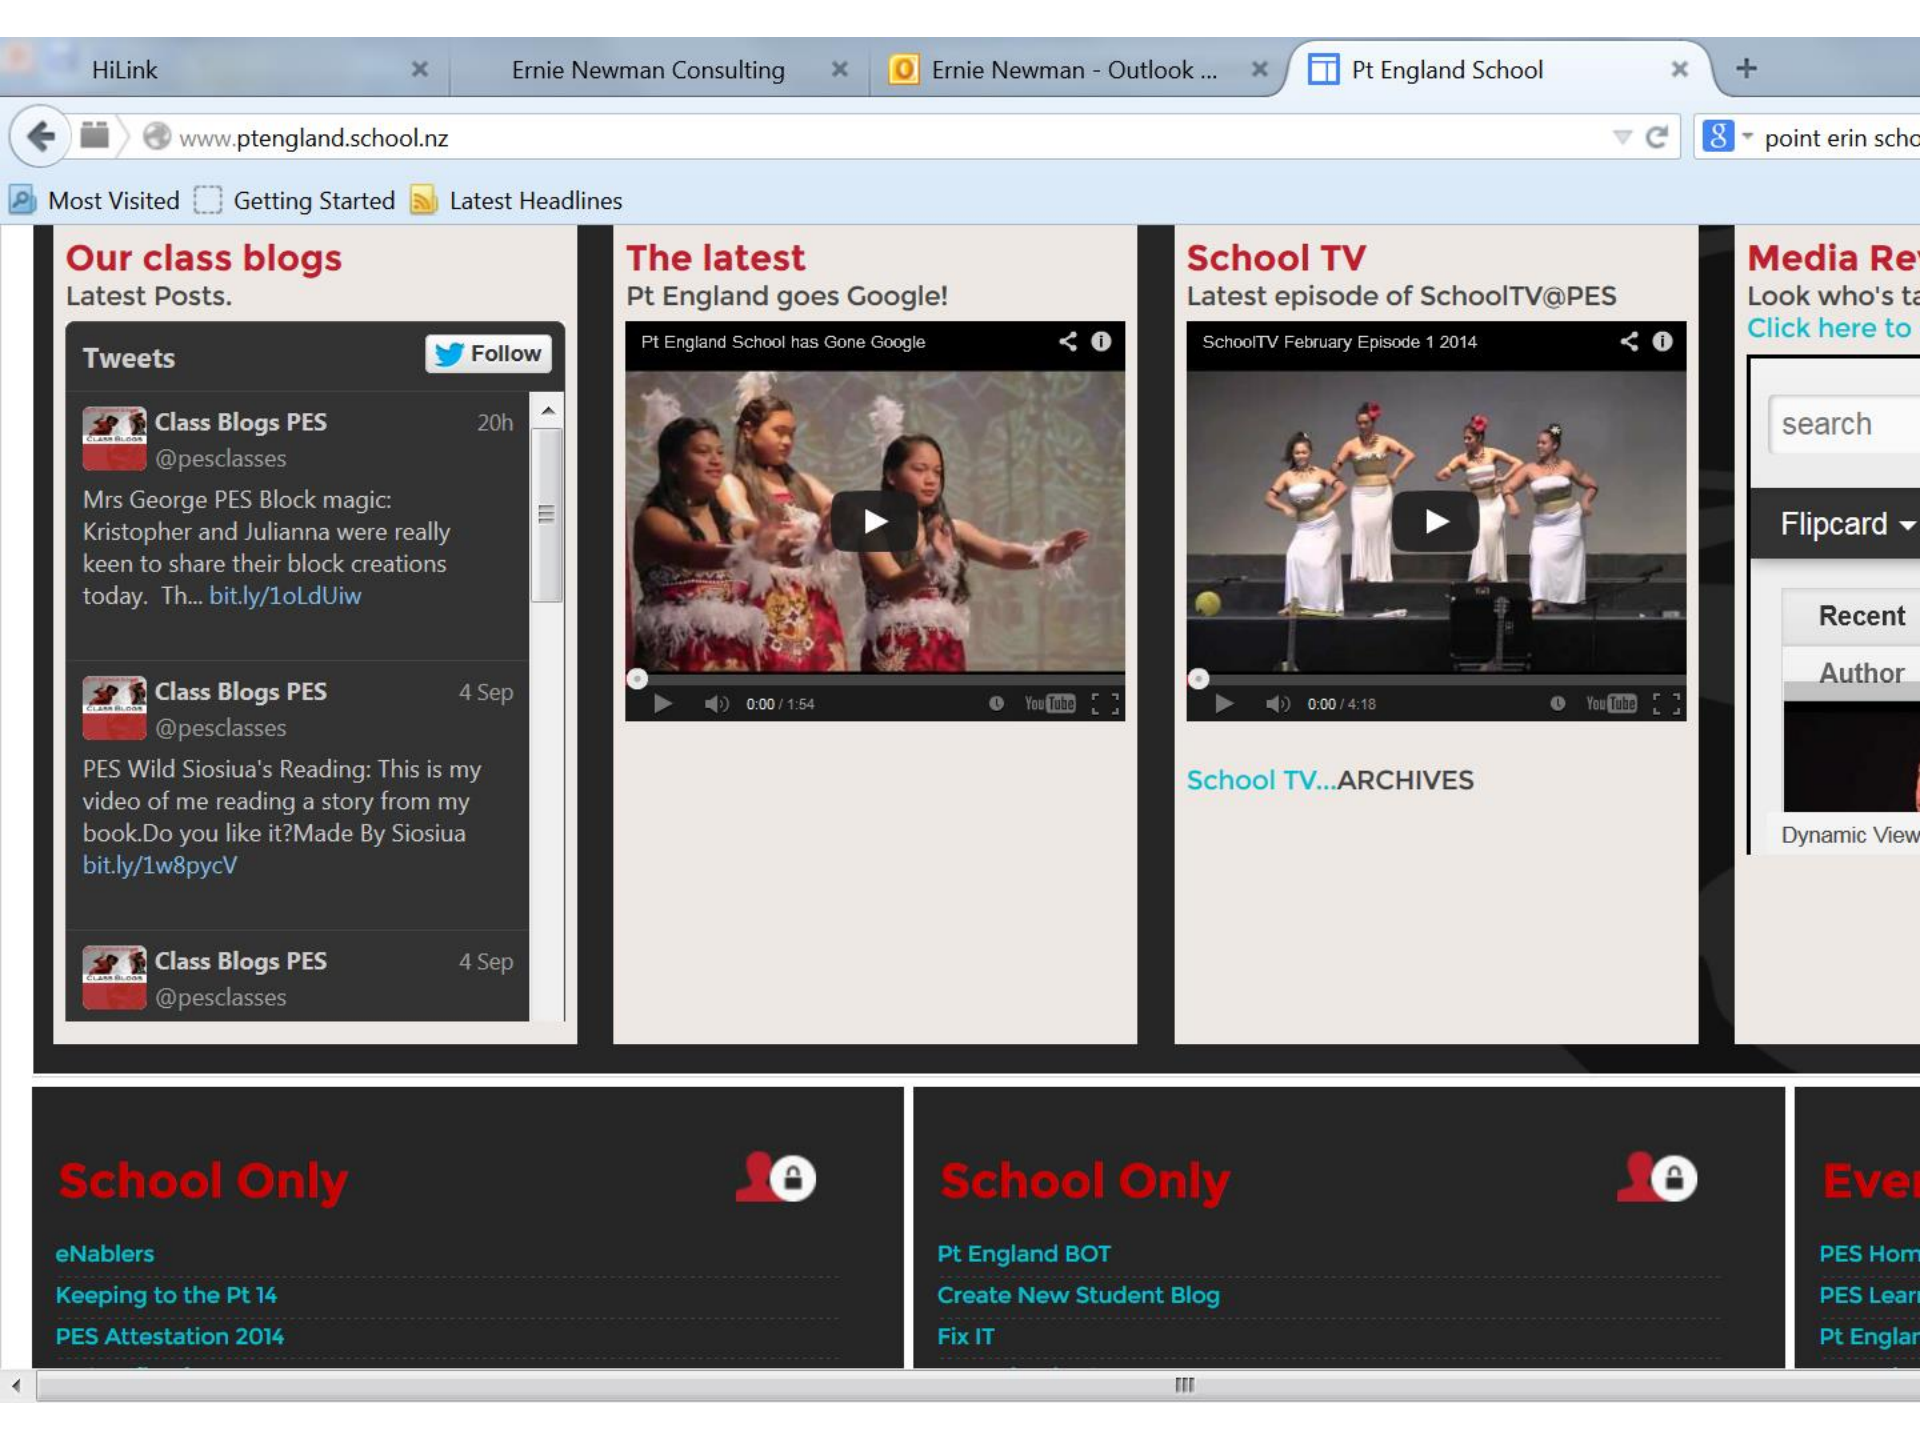 HiLink
Ernie Newman Consulting
Ernie Newman - Outlook ...
Pt England School
www.ptengland.school.nz
point erin scho
Most Visited
Getting Started
Latest Headlines
Our class blogs
Latest Posts.
Tweets
Follow
Class Blogs PES 20h
@pesclasses
Mrs George PES Block magic:
Kristopher and Julianna were really
keen to share their block creations
today. Th... bit.ly/1oLdUiw
Class Blogs PES 4 Sep
@pesclasses
PES Wild Siosiua's Reading: This is my
video of me reading a story from my
book.Do you like it?Made By Siosiua
bit.ly/1w8pycV
Class Blogs PES 4 Sep
@pesclasses
The latest
Pt England goes Google!
Pt England School has Gone Google
0:00 / 1:54
YouTube
School TV
Latest episode of SchoolTV@PES
SchoolTV February Episode 1 2014
0:00 / 4:18
YouTube
School TV...ARCHIVES
Media Re
Look who's ta
Click here to
search
Flipcard
Recent
Author
Dynamic View
School Only
eNablers
Keeping to the Pt 14
PES Attestation 2014
School Only
Pt England BOT
Create New Student Blog
Fix IT
Ever
PES Hom
PES Lear
Pt Englar